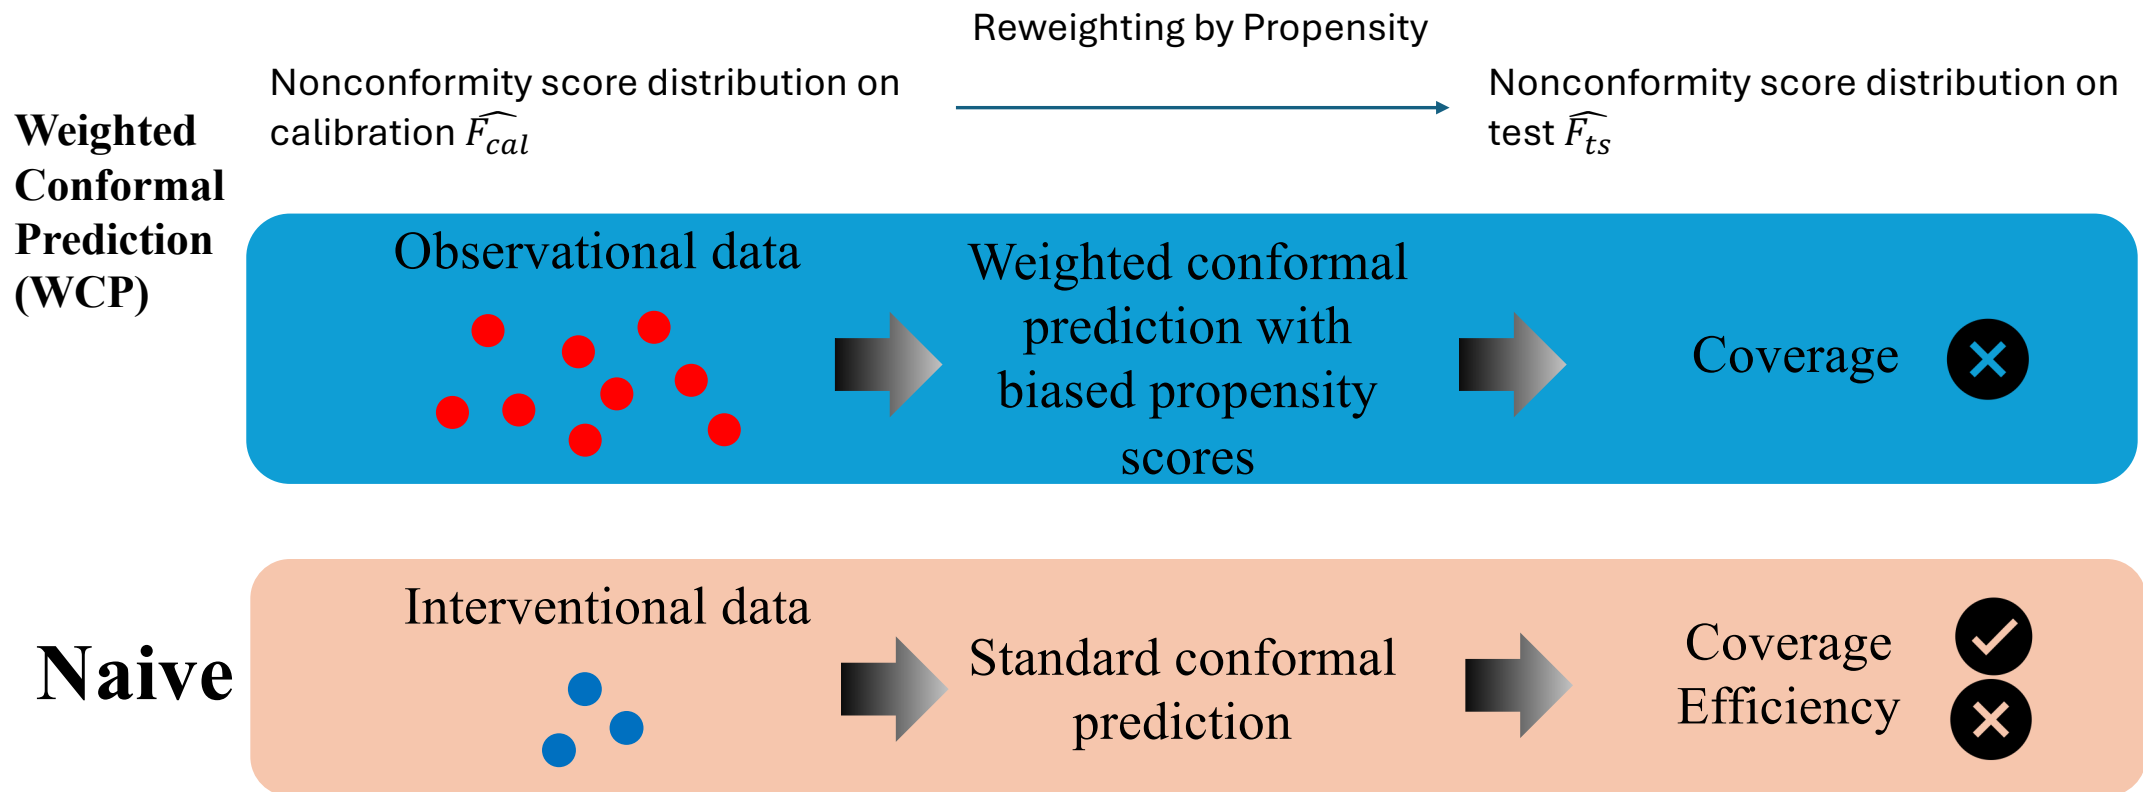 Reweighting by Propensity
Nonconformity score distribution on
calibration $\widehat{F_{cal}}$
Nonconformity score distribution on
test $\widehat{F_{ts}}$
Weighted
Conformal
Prediction
(WCP)
Observational data
Weighted conformal
prediction with
biased propensity
scores
Coverage
Naive
Interventional data
Standard conformal
prediction
Coverage
Efficiency